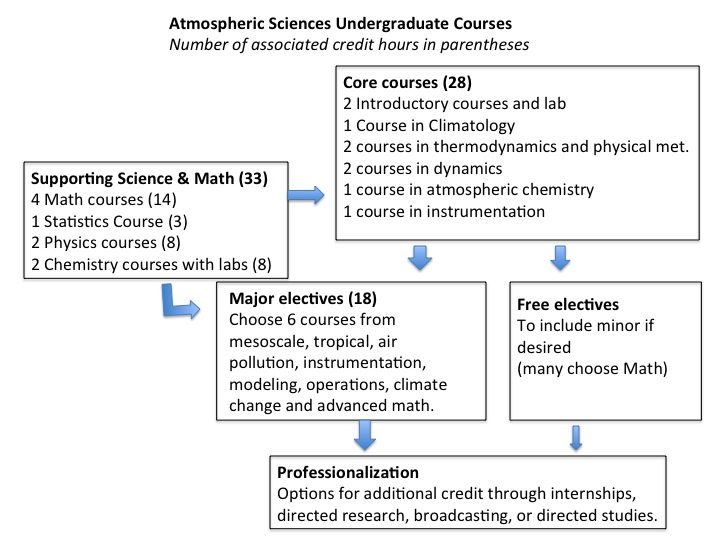 Atmospheric Sciences Undergraduate Courses
Number of associated credit hours in parentheses
Core courses (28)
2 Introductory courses and lab
1 Course in Climatology
2 courses in thermodynamics and physical met.
2 courses in dynamics
1 course in atmospheric chemistry
1 course in instrumentation
Supporting Science & Math (33)
4 Math courses (14)
1 Statistics Course (3)
2 Physics courses (8)
2 Chemistry courses with labs (8)
Major electives (18)
Choose 6 courses from
mesoscale, tropical, air
pollution, instrumentation,
modeling, operations, climate
change and advanced math.
Free electives
To include minor if
desired
(many choose Math)
Professionalization
Options for additional credit through internships,
directed research, broadcasting, or directed studies.